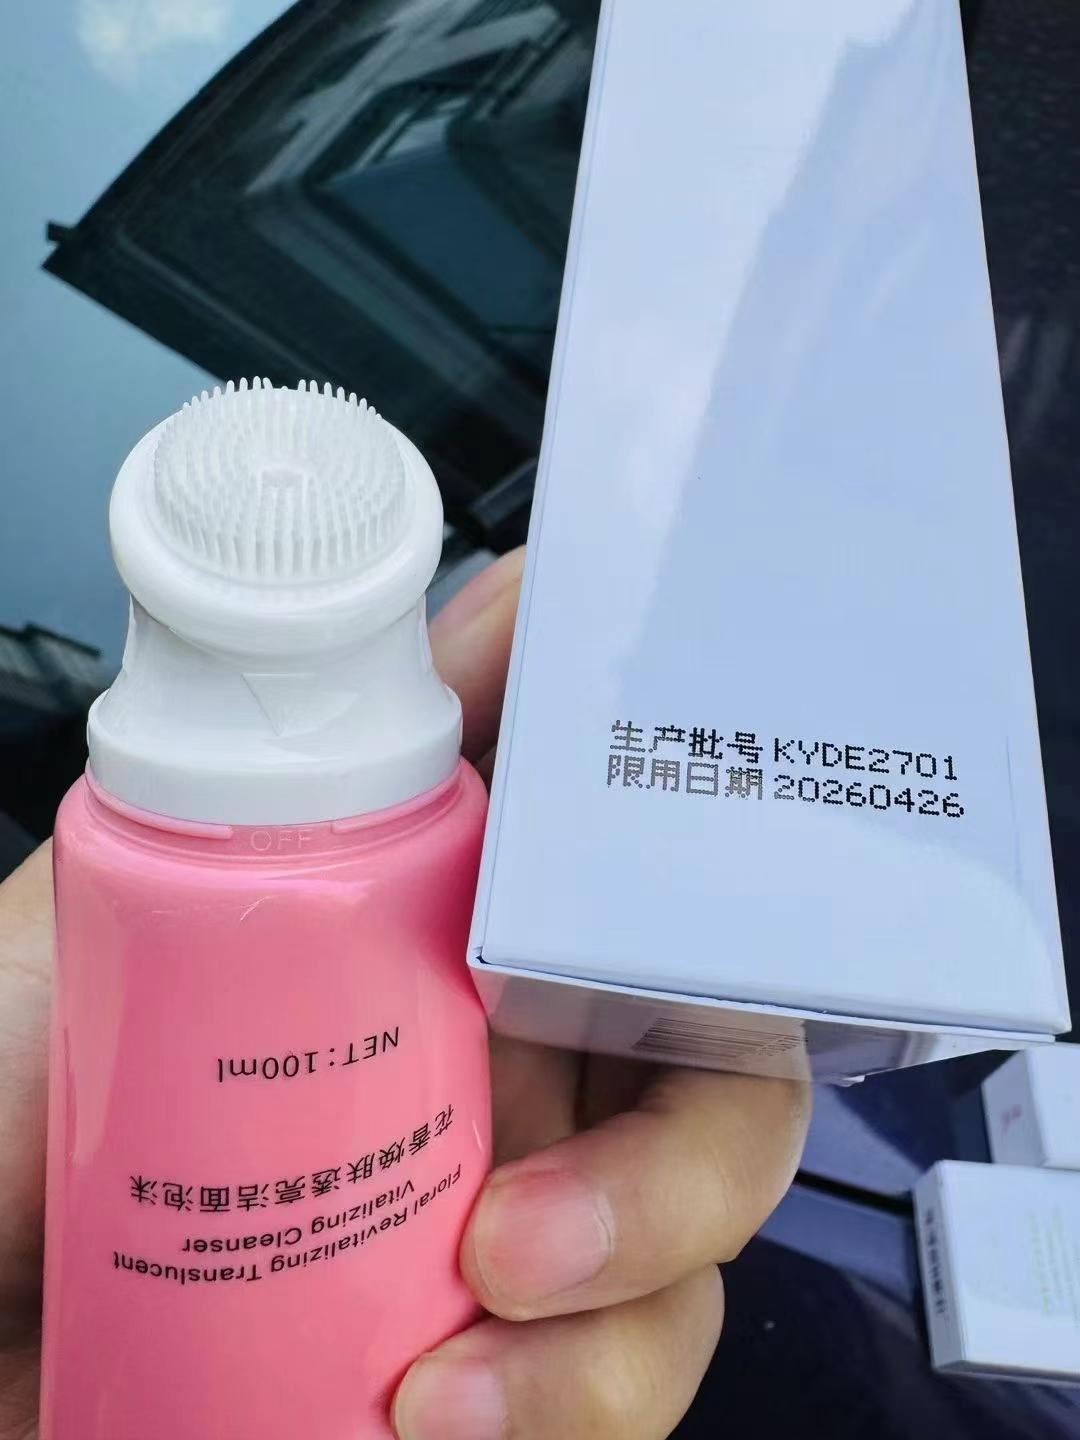 生产批号 KYDE2701
限用日期 20260426
OFF
NET:100ml
花香焕肤透亮洁面泡沫
Floral Revitalizing Translucent
Vitalizing Cleanser